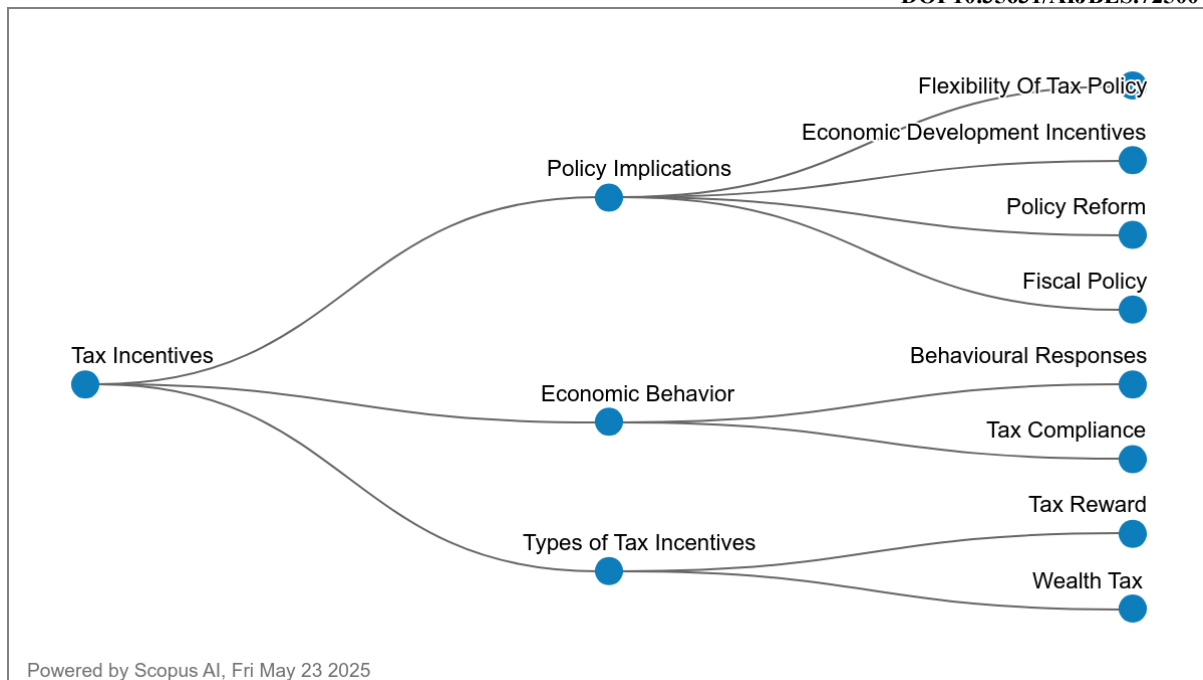 Flexibility Of Tax Policy
Economic Development Incentives
Policy Implications
Policy Reform
Fiscal Policy
Tax Incentives
Behavioural Responses
Economic Behavior
Tax Compliance
Tax Reward
Types of Tax Incentives
Wealth Tax
Powered by Scopus AI, Fri May 23 2025